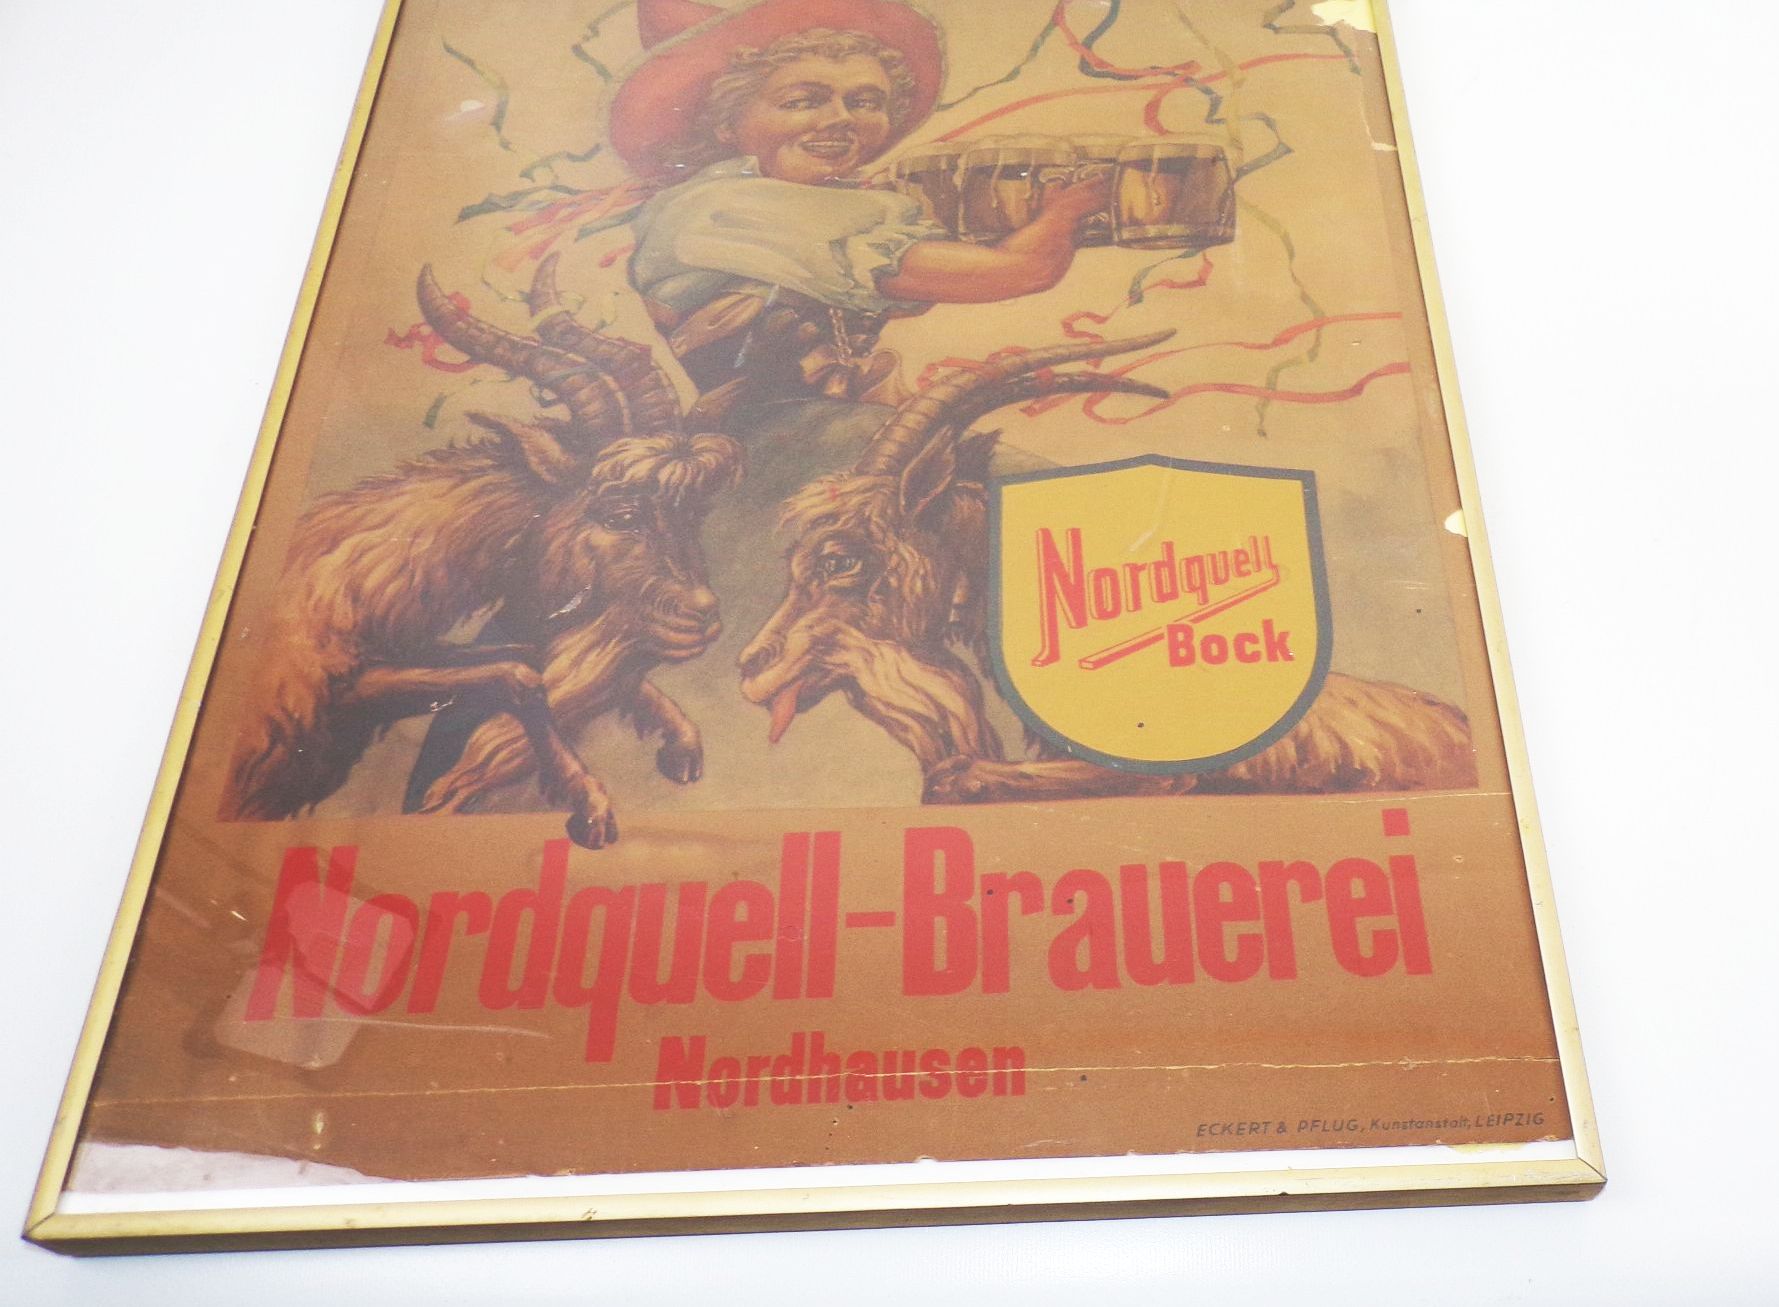 Nordquell
Bock
Nordquell-Brauerei
Nordhausen
ECKERT & PFLUG, Kunstanstalt, LEIPZIG